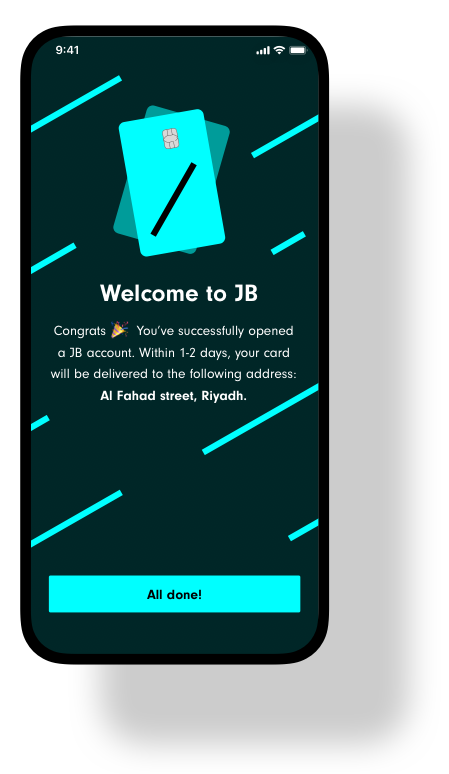 9:41
Welcome to JB
Congrats 🎉 You've successfully opened
a JB account. Within 1-2 days, your card
will be delivered to the following address:
Al Fahad street, Riyadh.
All done!